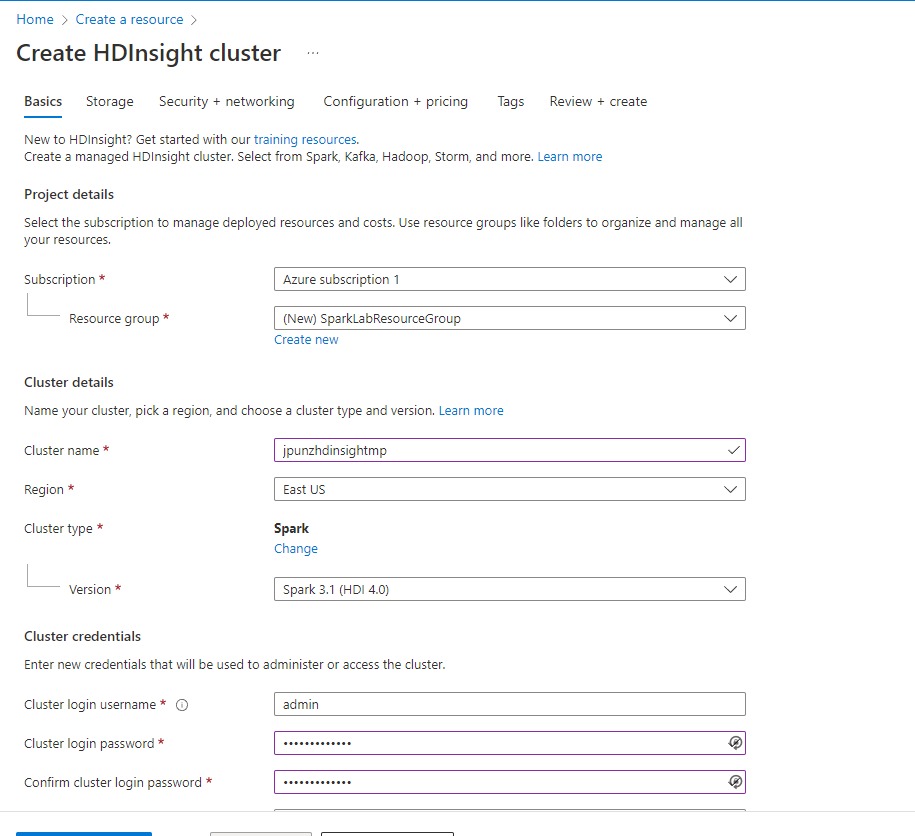 Home > Create a resource >
Create HDInsight cluster ...
Basics Storage Security + networking Configuration + pricing Tags Review + create
New to HDInsight? Get started with our training resources.
Create a managed HDInsight cluster. Select from Spark, Kafka, Hadoop, Storm, and more. Learn more
Project details
Select the subscription to manage deployed resources and costs. Use resource groups like folders to organize and manage all
your resources.
Subscription * Azure subscription 1
Resource group * (New) SparkLabResourceGroup
Create new
Cluster details
Name your cluster, pick a region, and choose a cluster type and version. Learn more
Cluster name * jpunzhdinsightmp
Region * East US
Cluster type * Spark
Change
Version * Spark 3.1 (HDI 4.0)
Cluster credentials
Enter new credentials that will be used to administer or access the cluster.
Cluster login username * admin
Cluster login password * •••••••••••••
Confirm cluster login password * •••••••••••••